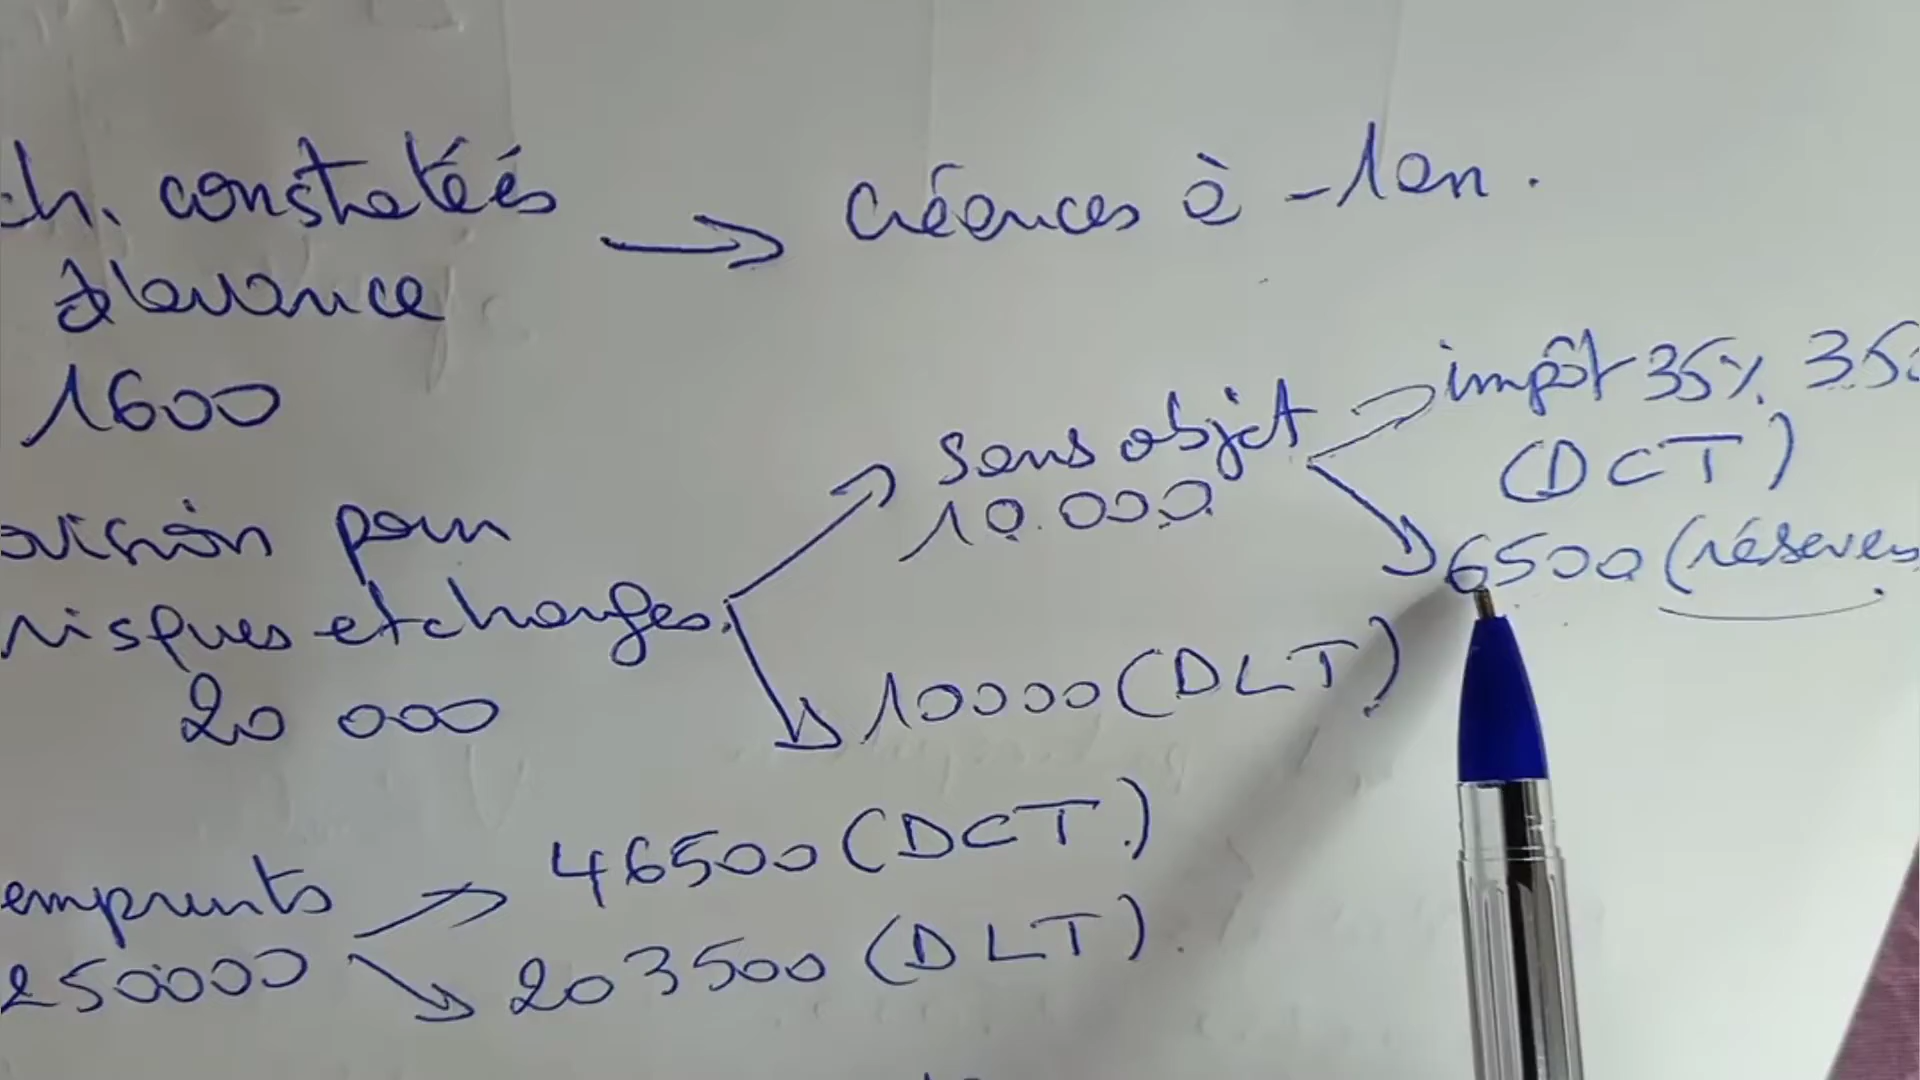 ch. constatées
d'avance
1600
→ créances à -1an.
ovision pour
risques et charges.
20 000
sans objet
10.000
impôt 35% 350
(DCT)
6500 (réserves
10000 (DLT)
emprunts
250000
46500 (DCT)
203500 (DLT).